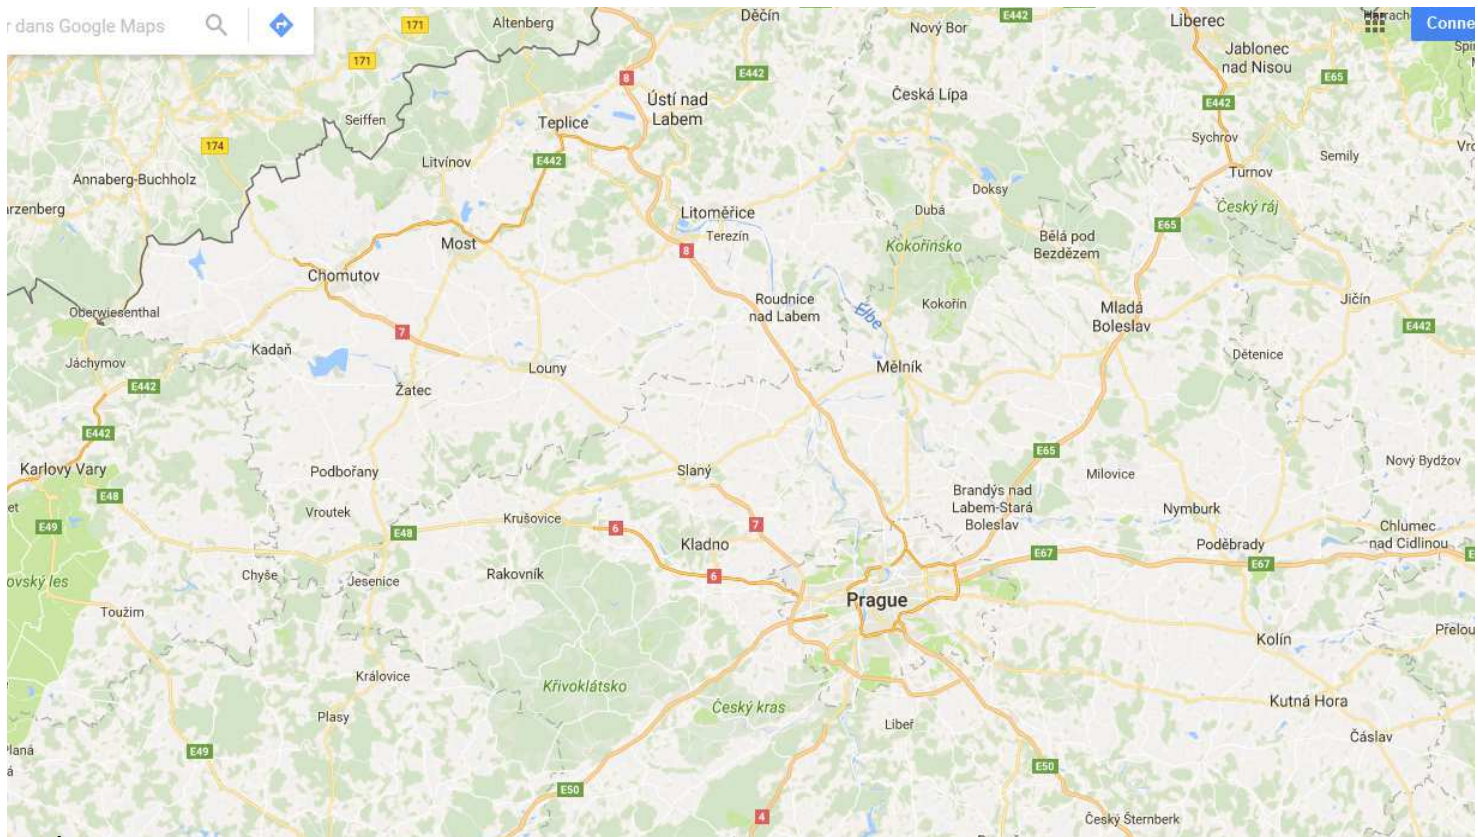 r dans Google Maps
171
Altenberg
Děčín
E442
Nový Bor
Liberec
Conne
171
8
E442
Jablonec
nad Nisou
E65
Česká Lípa
E442
Ústí nad
Labem
Seiffen
Teplice
Sychrov
174
Litvínov
E442
Semily
Turnov
Annaberg-Buchholz
Doksy
arzenberg
Litoměřice
Dubá
Český ráj
E65
Terezín
Most
8
Kokořínsko
Bělá pod
Bezdězem
Chomutov
Roudnice
nad Labem
Elbe
Kokořín
Mladá
Boleslav
Jičín
Oberwiesenthal
7
E442
Kadaň
Jáchymov
Louny
Mělník
Dětenice
E442
Žatec
E442
Karlovy Vary
Podbořany
Slaný
E65
Milovice
Nový Bydžov
E48
et
Vroutek
Krušovice
Brandýs nad
Labem-Stará
Boleslav
Nymburk
E49
E48
6
7
Chlumec
nad Cidlinou
Kladno
E67
Poděbrady
E67
ovský les
Chyše
Jesenice
Rakovník
6
Prague
Toužim
Kolín
Přelou
Královice
Křivoklátsko
Český kras
Kutná Hora
Plasy
Libeř
Čáslav
Planá
á
E49
E50
E50
4
Český Šternberk